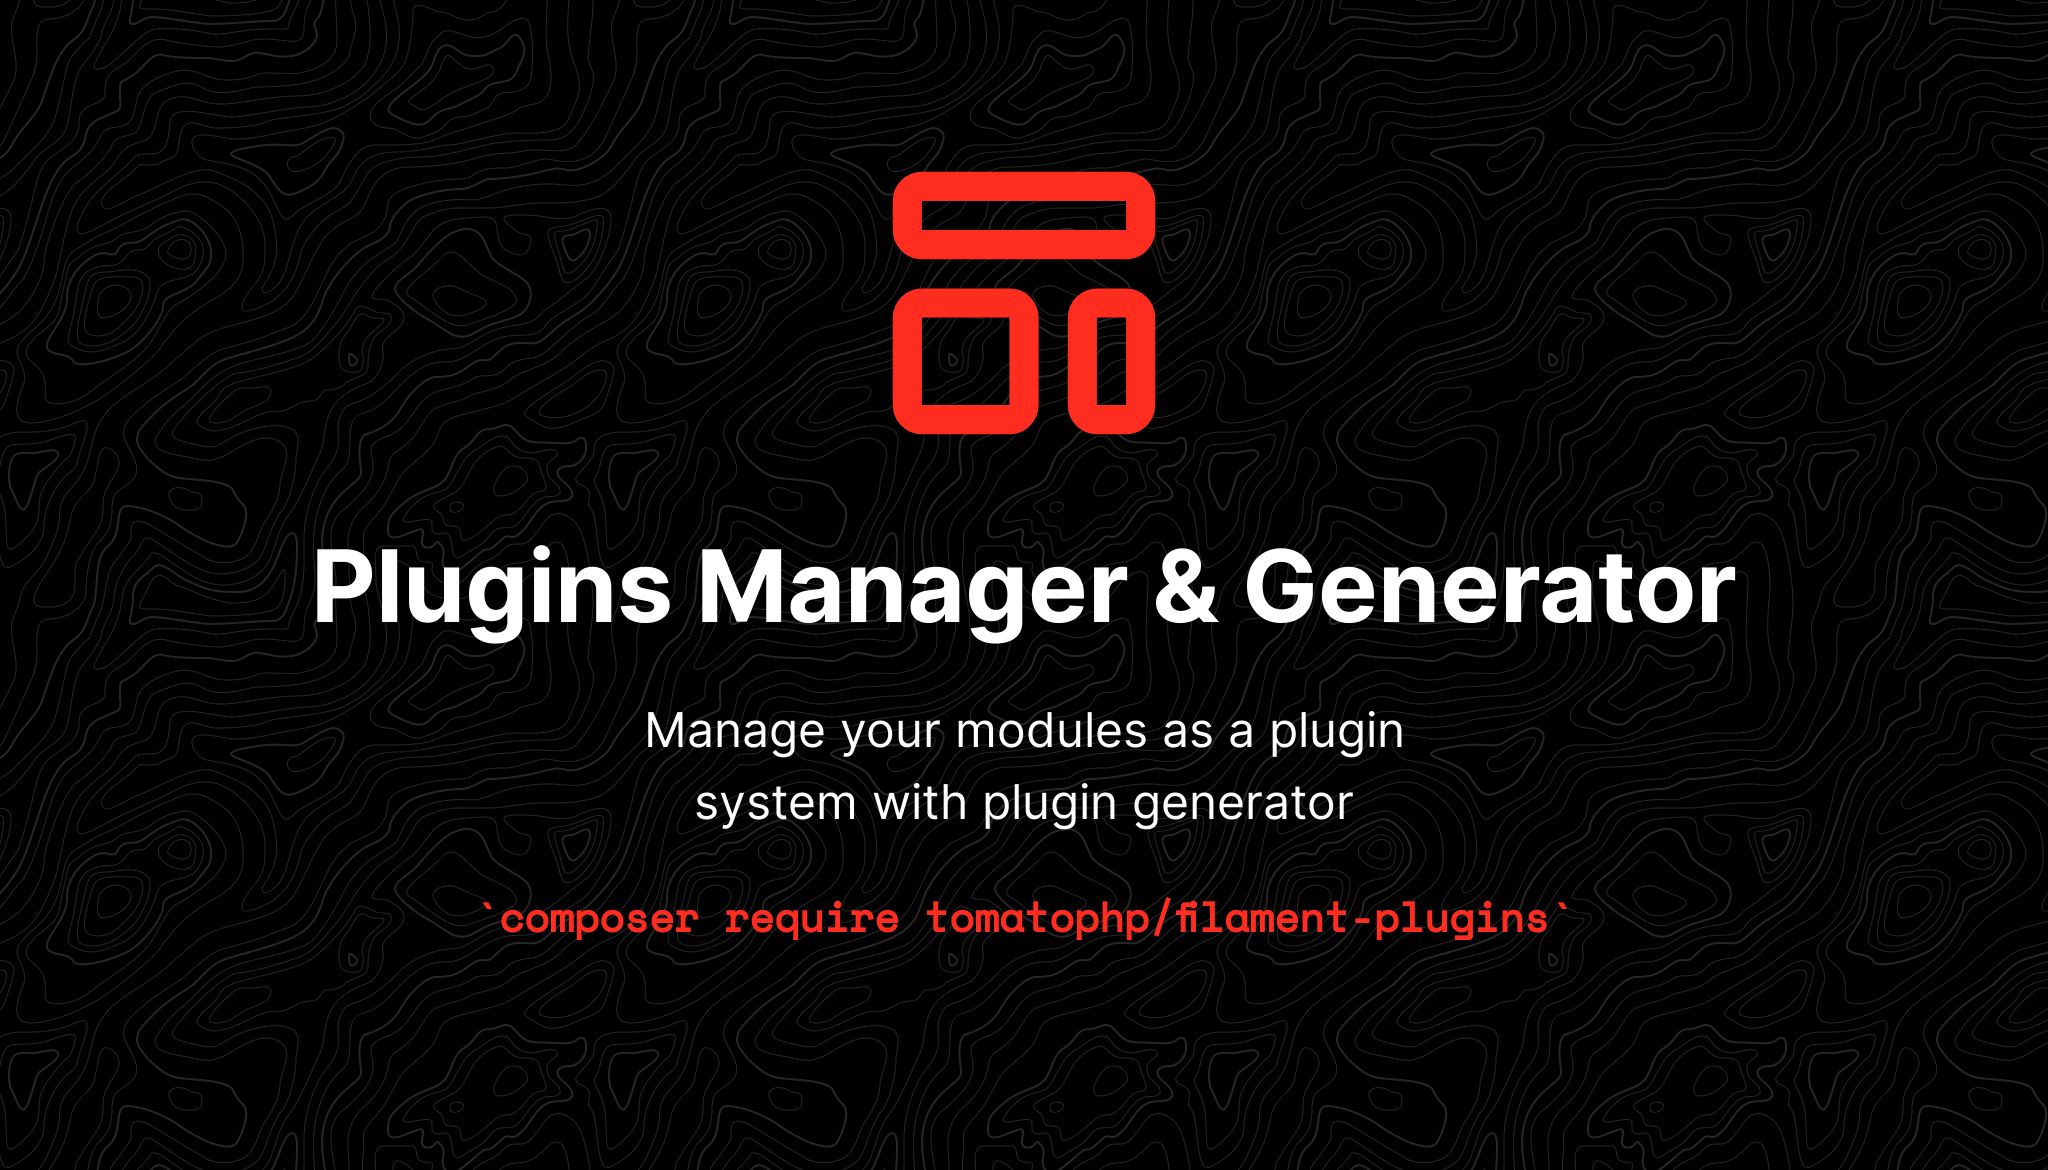 Plugins Manager & Generator
Manage your modules as a plugin
system with plugin generator
`composer require tomatophp/filament-plugins`